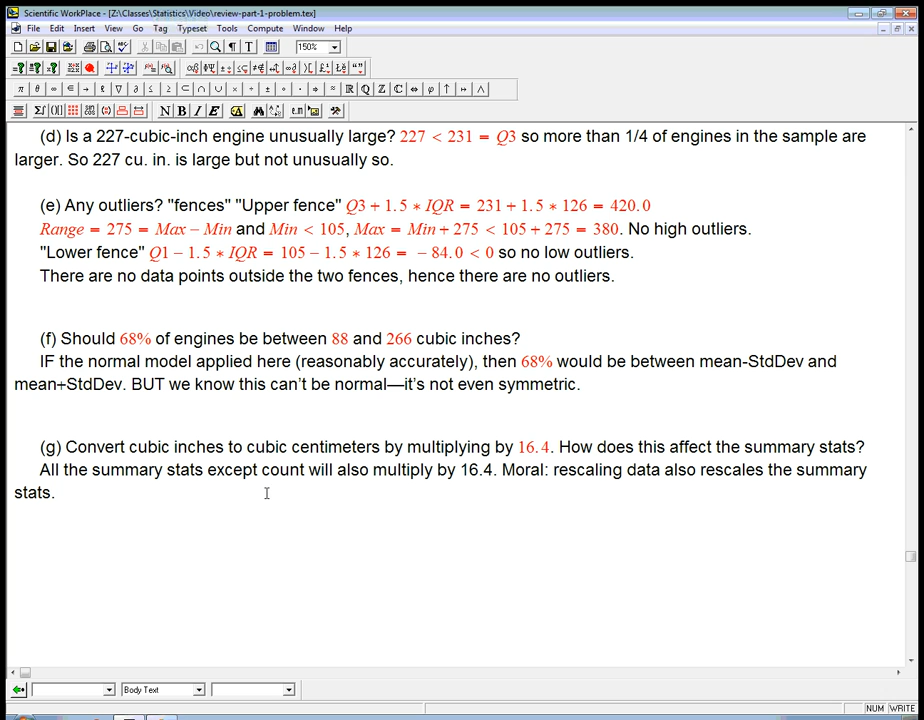 Scientific WorkPlace - [Z:\Classes\Statistics\Video\review-part-1-problem.tex]
File Edit Insert View Go Tag Typeset Tools Compute Window Help
150%
π θ ∞ ∈ → ℓ ∇ ∂ ≤ ≥ ⊂ ∩ ∪ × ÷ ± ∘ · ⇒ ≈ ℝ ℚ ℤ ℂ ⇔ φ ↑ ↦ Λ
N B I E
(d) Is a 227-cubic-inch engine unusually large? 227 < 231 = Q3 so more than 1/4 of engines in the sample are
larger. So 227 cu. in. is large but not unusually so.
(e) Any outliers? "fences" "Upper fence" Q3 + 1.5 * IQR = 231 + 1.5 * 126 = 420.0
Range = 275 = Max − Min and Min < 105, Max = Min + 275 < 105 + 275 = 380. No high outliers.
"Lower fence" Q1 − 1.5 * IQR = 105 − 1.5 * 126 = −84.0 < 0 so no low outliers.
There are no data points outside the two fences, hence there are no outliers.
(f) Should 68% of engines be between 88 and 266 cubic inches?
IF the normal model applied here (reasonably accurately), then 68% would be between mean-StdDev and
mean+StdDev. BUT we know this can't be normal—it's not even symmetric.
(g) Convert cubic inches to cubic centimeters by multiplying by 16.4. How does this affect the summary stats?
All the summary stats except count will also multiply by 16.4. Moral: rescaling data also rescales the summary
stats.
Body Text
NUM WRITE